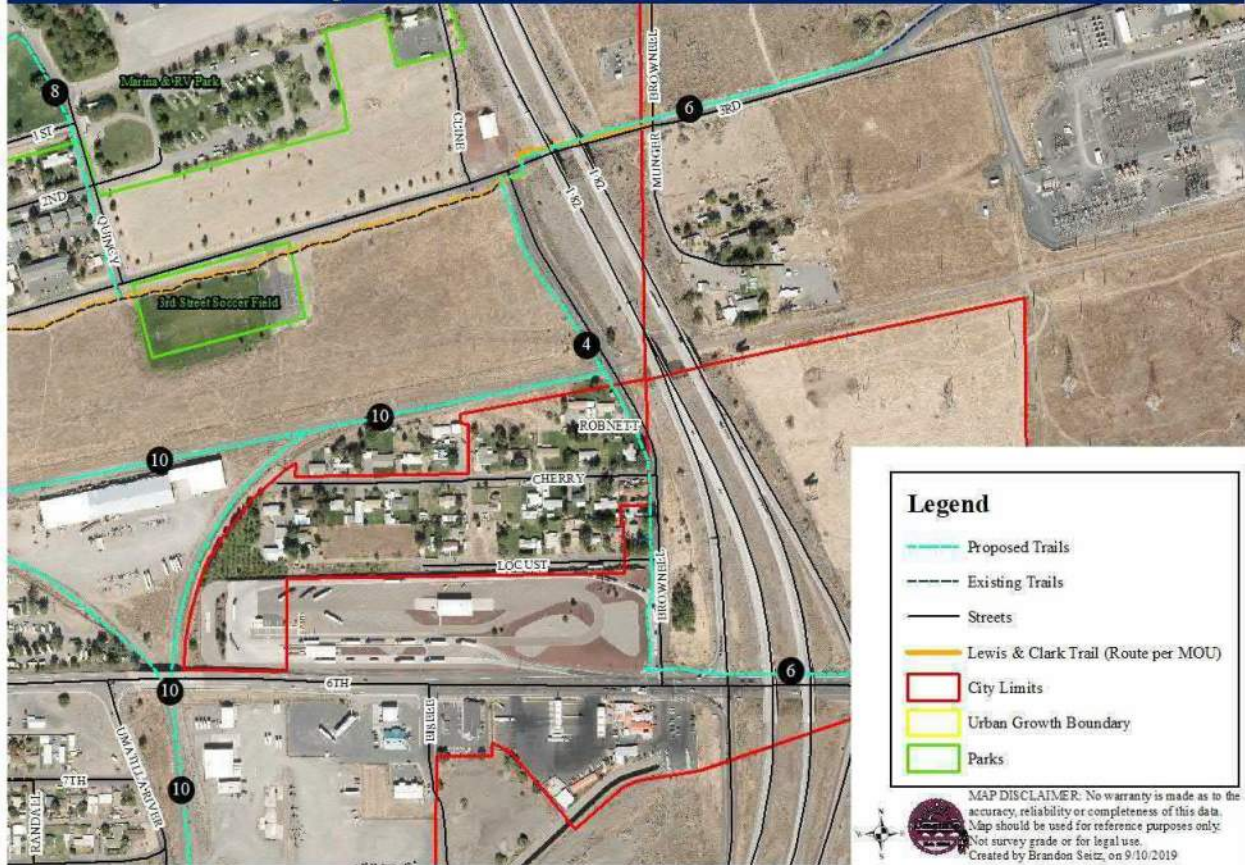 Marina & RV Park
8
1ST
2ND
QUINCY
CLINE
I 82
I 82
BROWNELL
MUNGER
6
3RD
3rd Street Soccer Field
4
10
10
ROBNETT
CHERRY
LOCUST
BROWNELL
6
10
6TH
BISELL
UMATILLA RIVER
7TH
RANDALL
10
Legend
Proposed Trails
Existing Trails
Streets
Lewis & Clark Trail (Route per MOU)
City Limits
Urban Growth Boundary
Parks
MAP DISCLAIMER: No warranty is made as to the
accuracy, reliability or completeness of this data.
Map should be used for reference purposes only.
Not survey grade or for legal use.
Created by Brandon Seitz, on 9/10/2019